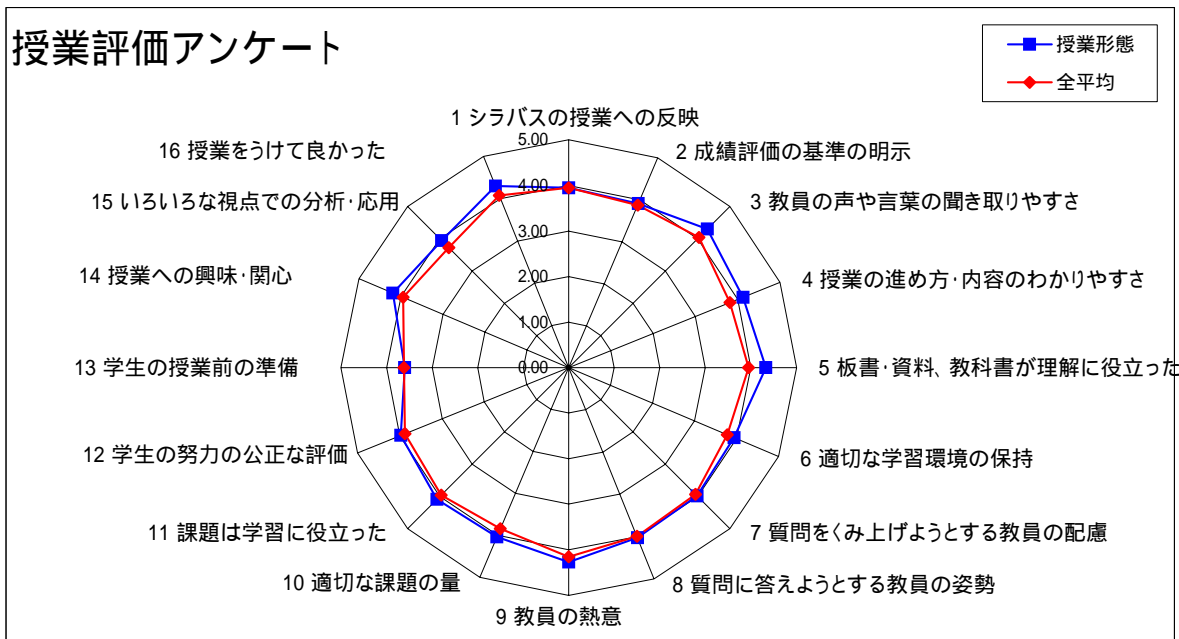 授業評価アンケート
授業形態
全平均
1 シラバスの授業への反映
2 成績評価の基準の明示
3 教員の声や言葉の聞き取りやすさ
4 授業の進め方・内容のわかりやすさ
5 板書・資料、教科書が理解に役立った
6 適切な学習環境の保持
7 質問をくみ上げようとする教員の配慮
8 質問に答えようとする教員の姿勢
9 教員の熱意
10 適切な課題の量
11 課題は学習に役立った
12 学生の努力の公正な評価
13 学生の授業前の準備
14 授業への興味・関心
15 いろいろな視点での分析・応用
16 授業をうけて良かった
5.00
4.00
3.00
2.00
1.00
0.00